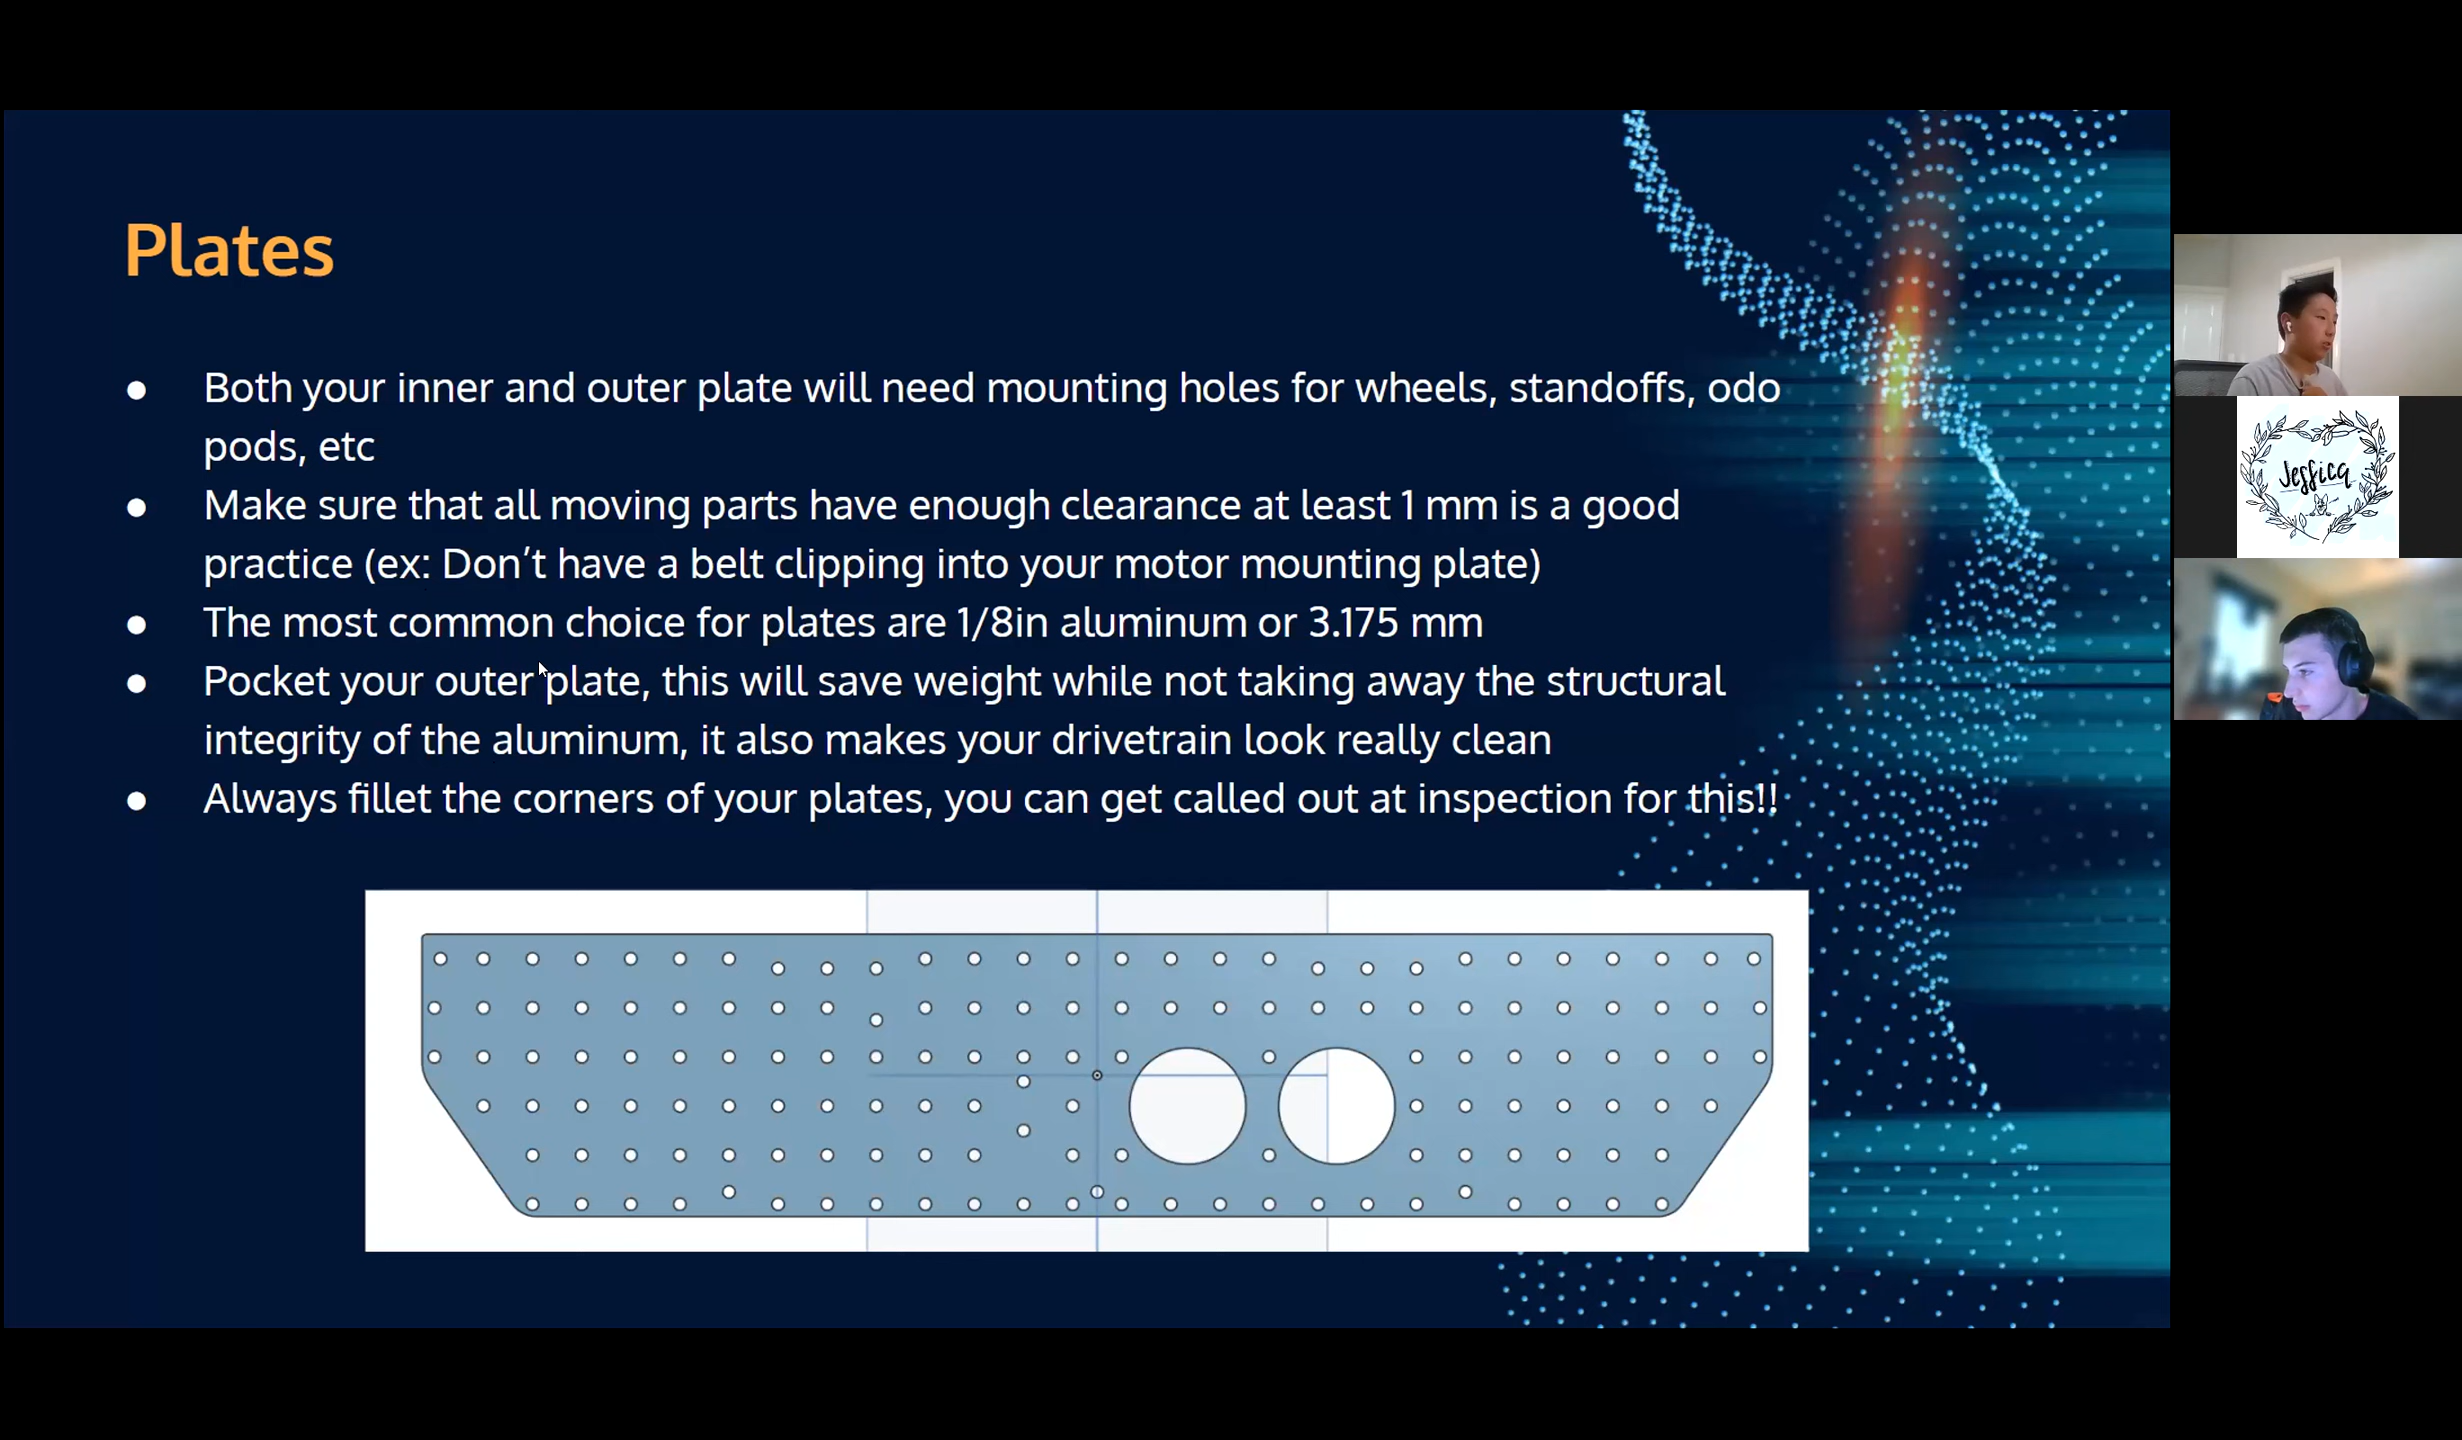 Plates
● Both your inner and outer plate will need mounting holes for wheels, standoffs, odo
pods, etc
● Make sure that all moving parts have enough clearance at least 1 mm is a good
practice (ex: Don't have a belt clipping into your motor mounting plate)
● The most common choice for plates are 1/8in aluminum or 3.175 mm
● Pocket your outer plate, this will save weight while not taking away the structural
integrity of the aluminum, it also makes your drivetrain look really clean
● Always fillet the corners of your plates, you can get called out at inspection for this!!
Jessica